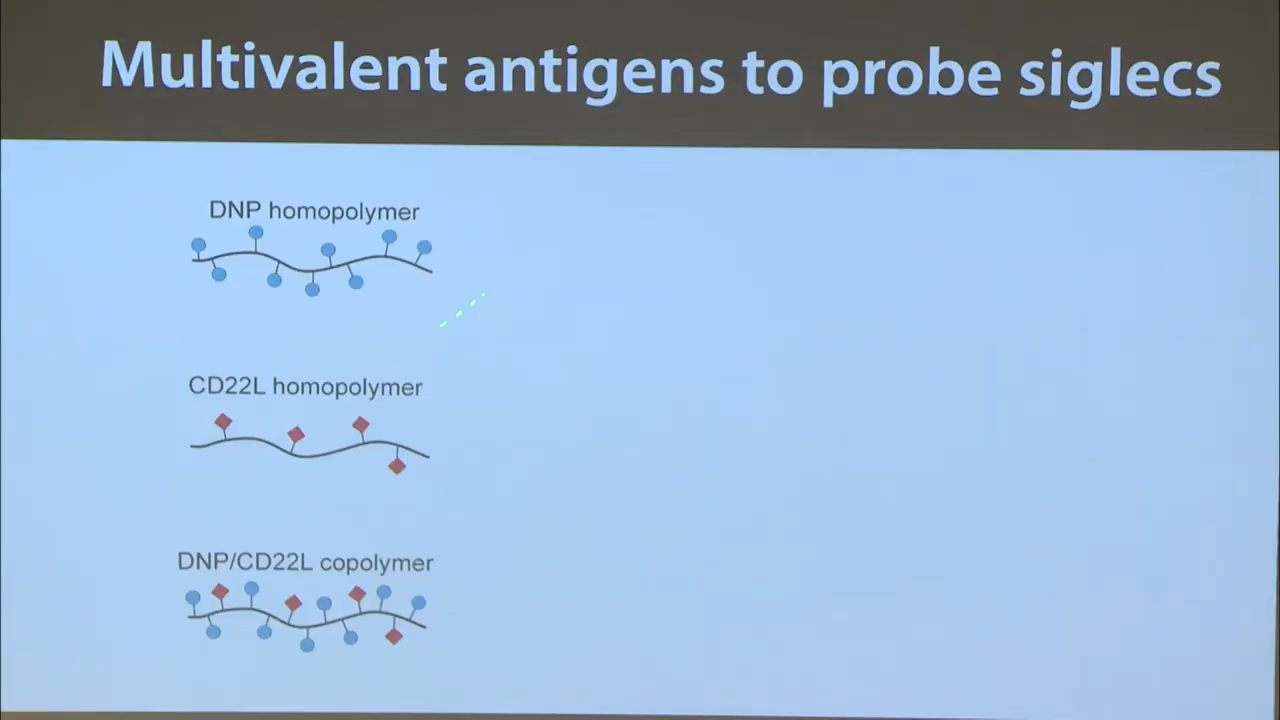 Multivalent antigens to probe siglecs
DNP homopolymer
CD22L homopolymer
DNP/CD22L copolymer